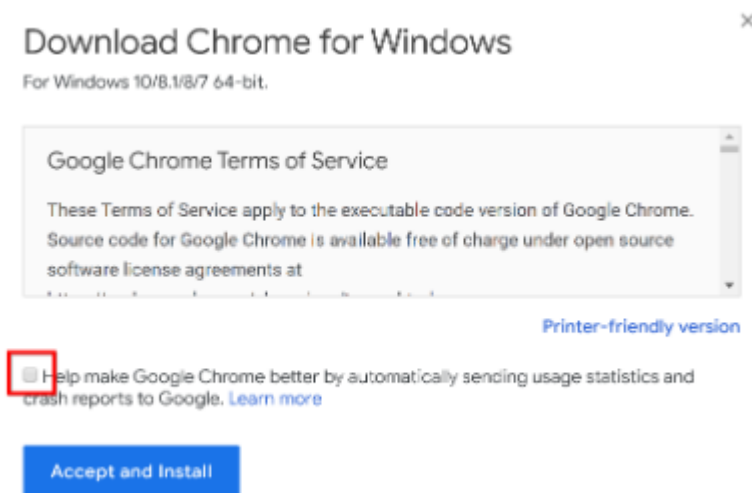 Download Chrome for Windows
For Windows 10/8.1/8/7 64-bit.
Google Chrome Terms of Service
These Terms of Service apply to the executable code version of Google Chrome.
Source code for Google Chrome is available free of charge under open source
software license agreements at
Printer-friendly version
Help make Google Chrome better by automatically sending usage statistics and
crash reports to Google. Learn more
Accept and Install